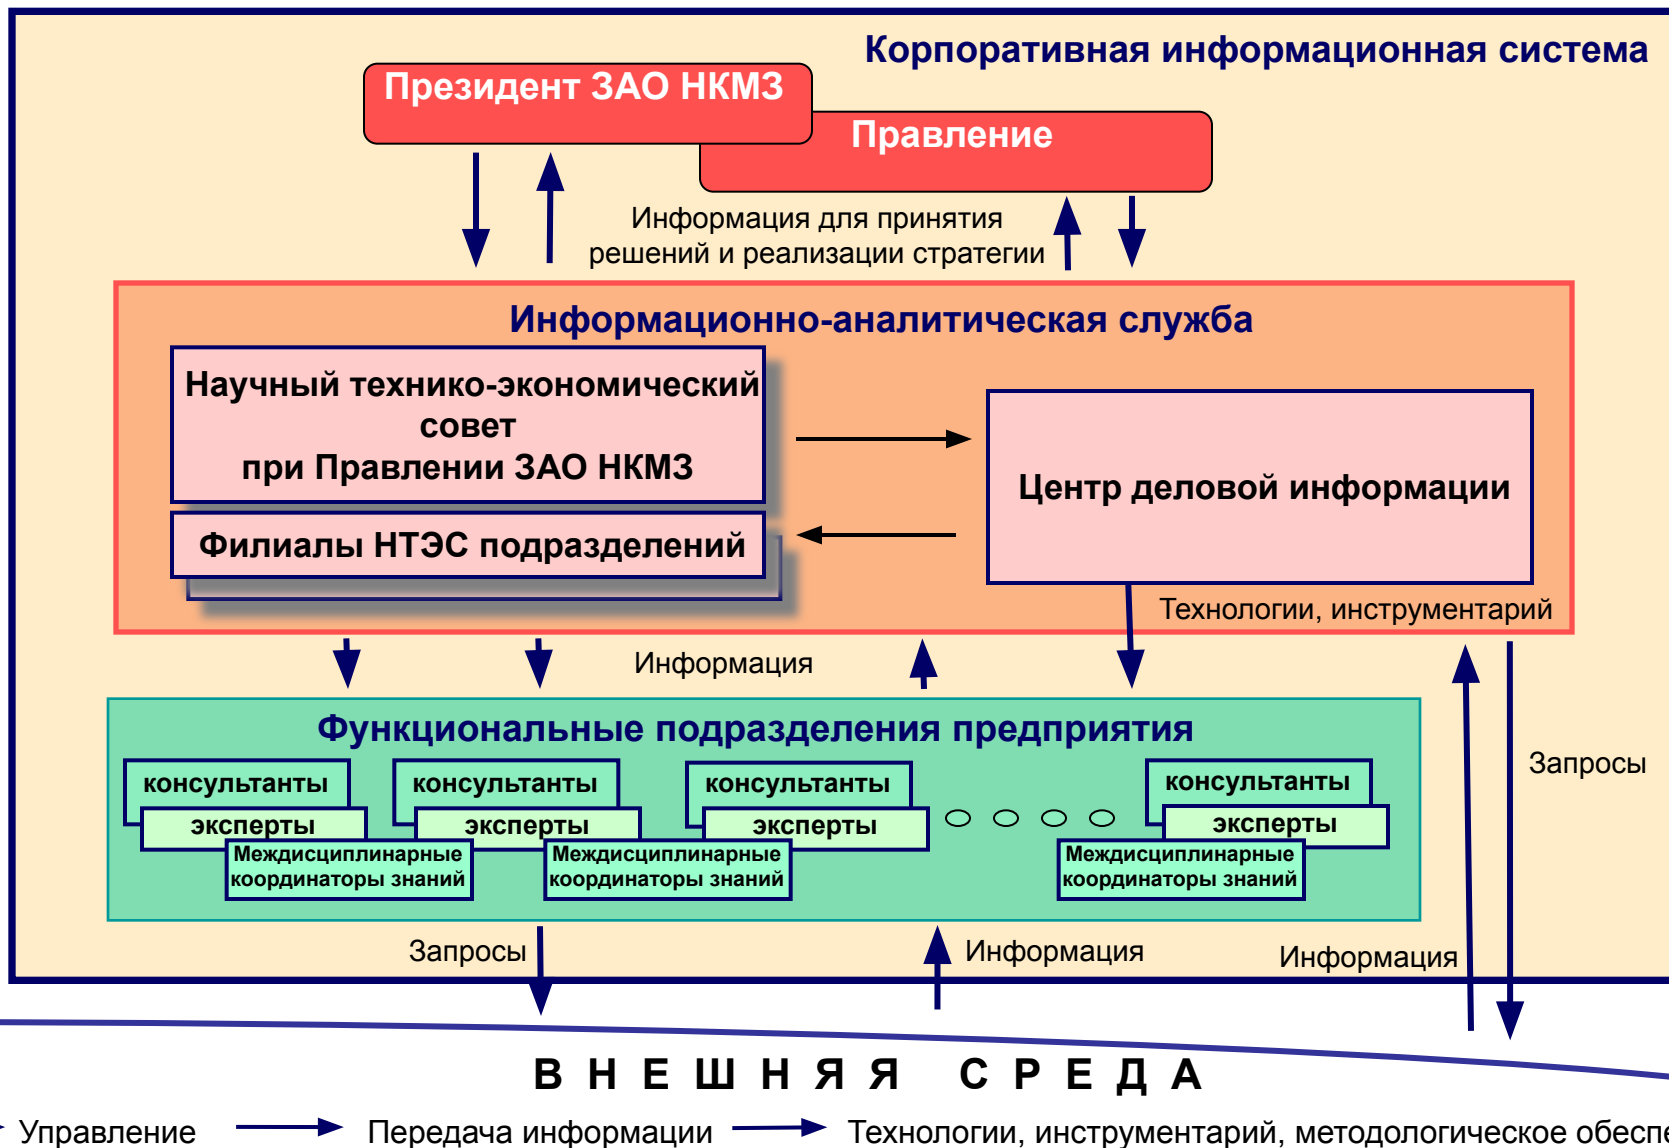 Корпоративная информационная система
Президент ЗАО НКМЗ
Правление
Информация для принятия
решений и реализации стратегии
Информационно-аналитическая служба
Научный технико-экономический
совет
при Правлении ЗАО НКМЗ
Филиалы НТЭС подразделений
Центр деловой информации
Технологии, инструментарий
Информация
Функциональные подразделения предприятия
консультанты
эксперты
Междисциплинарные
координаторы знаний
консультанты
эксперты
Междисциплинарные
координаторы знаний
консультанты
эксперты
консультанты
эксперты
Междисциплинарные
координаторы знаний
Запросы
Запросы
Информация
Информация
ВНЕШНЯЯ СРЕДА
Управление
Передача информации
Технологии, инструментарий, методологическое обеспе